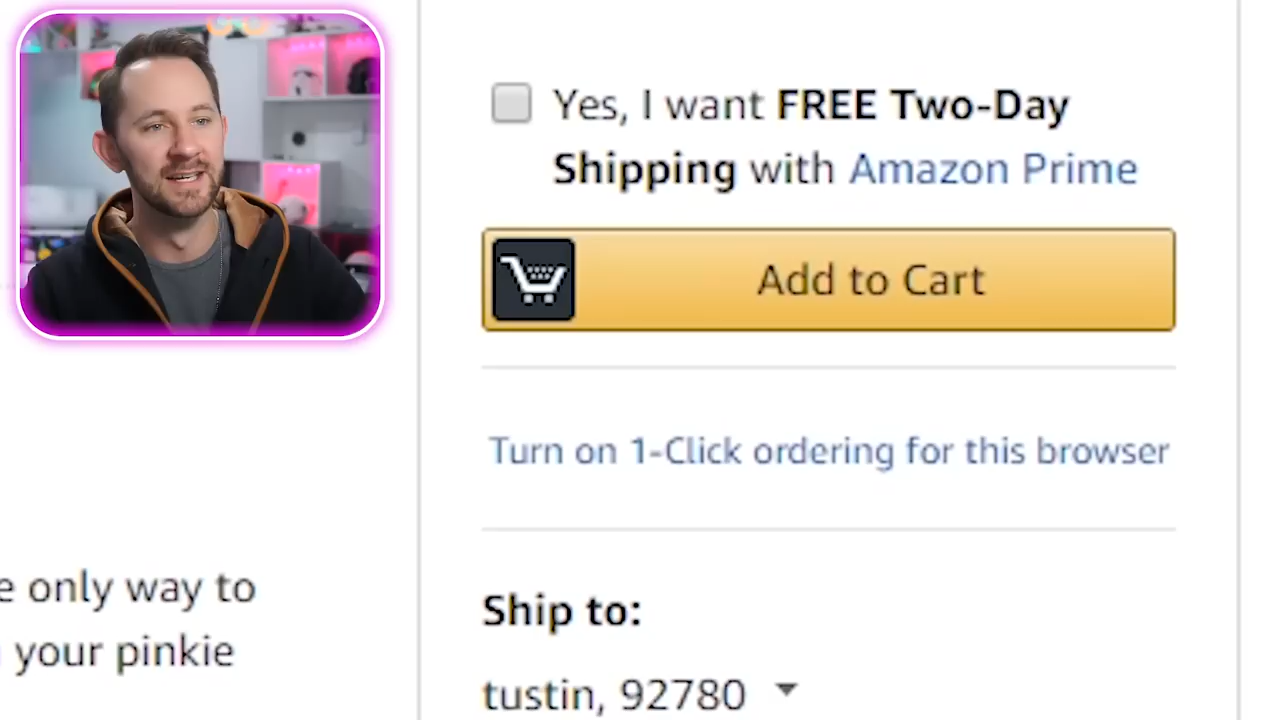 Yes, I want FREE Two-Day
Shipping with Amazon Prime
Add to Cart
Turn on 1-Click ordering for this browser
only way to
your pinkie
Ship to:
tustin, 92780